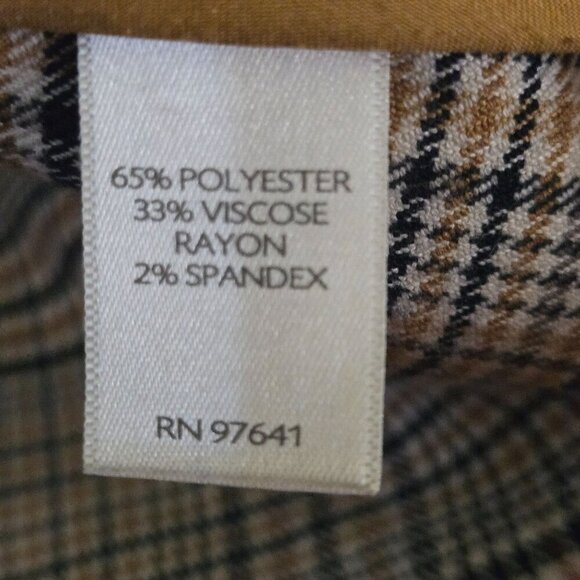 65% POLYESTER
33% VISCOSE
RAYON
2% SPANDEX
RN 97641